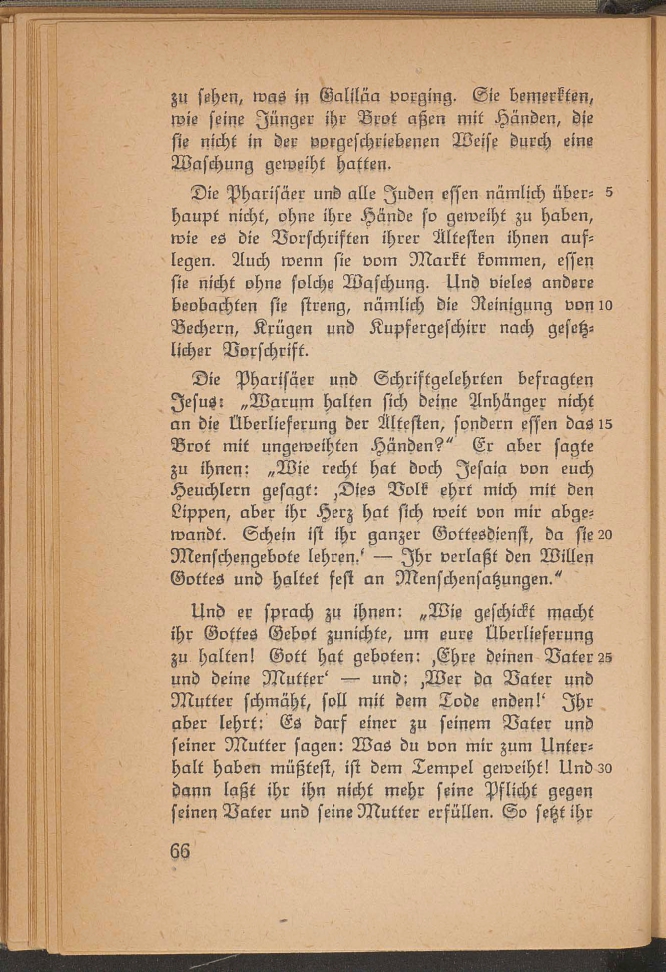 zu sehen, was in Galiläa vorging. Sie bemerkten,
wie seine Jünger ihr Brot aßen mit Händen, die
sie nicht in der vorgeschriebenen Weise durch eine
Waschung geweiht hatten.
Die Pharisäer und alle Juden essen nämlich über= 5
haupt nicht, ohne ihre Hände so geweiht zu haben,
wie es die Vorschriften ihrer Ältesten ihnen auf=
legen. Auch wenn sie vom Markt kommen, essen
sie nicht ohne solche Waschung. Und vieles andere
beobachten sie streng, nämlich die Reinigung von 10
Bechern, Krügen und Kupfergeschirr nach gesetz=
licher Vorschrift.
Die Pharisäer und Schriftgelehrten befragten
Jesus: „Warum halten sich deine Anhänger nicht
an die Überlieferung der Ältesten, sondern essen das 15
Brot mit ungeweihten Händen?“ Er aber sagte
zu ihnen: „Wie recht hat doch Jesaia von euch
Heuchlern gesagt: ‚Dies Volk ehrt mich mit den
Lippen, aber ihr Herz hat sich weit von mir abge=
wandt. Schein ist ihr ganzer Gottesdienst, da sie 20
Menschengebote lehren.‘ — Ihr verlaßt den Willen
Gottes und haltet fest an Menschensatzungen.“
Und er sprach zu ihnen: „Wie geschickt macht
ihr Gottes Gebot zunichte, um eure Überlieferung
zu halten! Gott hat geboten: ‚Ehre deinen Vater 25
und deine Mutter‘ — und: ‚Wer da Vater und
Mutter schmäht, soll mit dem Tode enden!‘ Ihr
aber lehrt: Es darf einer zu seinem Vater und
seiner Mutter sagen: Was du von mir zum Unter=
halt haben müßtest, ist dem Tempel geweiht! Und 30
dann laßt ihr ihn nicht mehr seine Pflicht gegen
seinen Vater und seine Mutter erfüllen. So setzt ihr
66